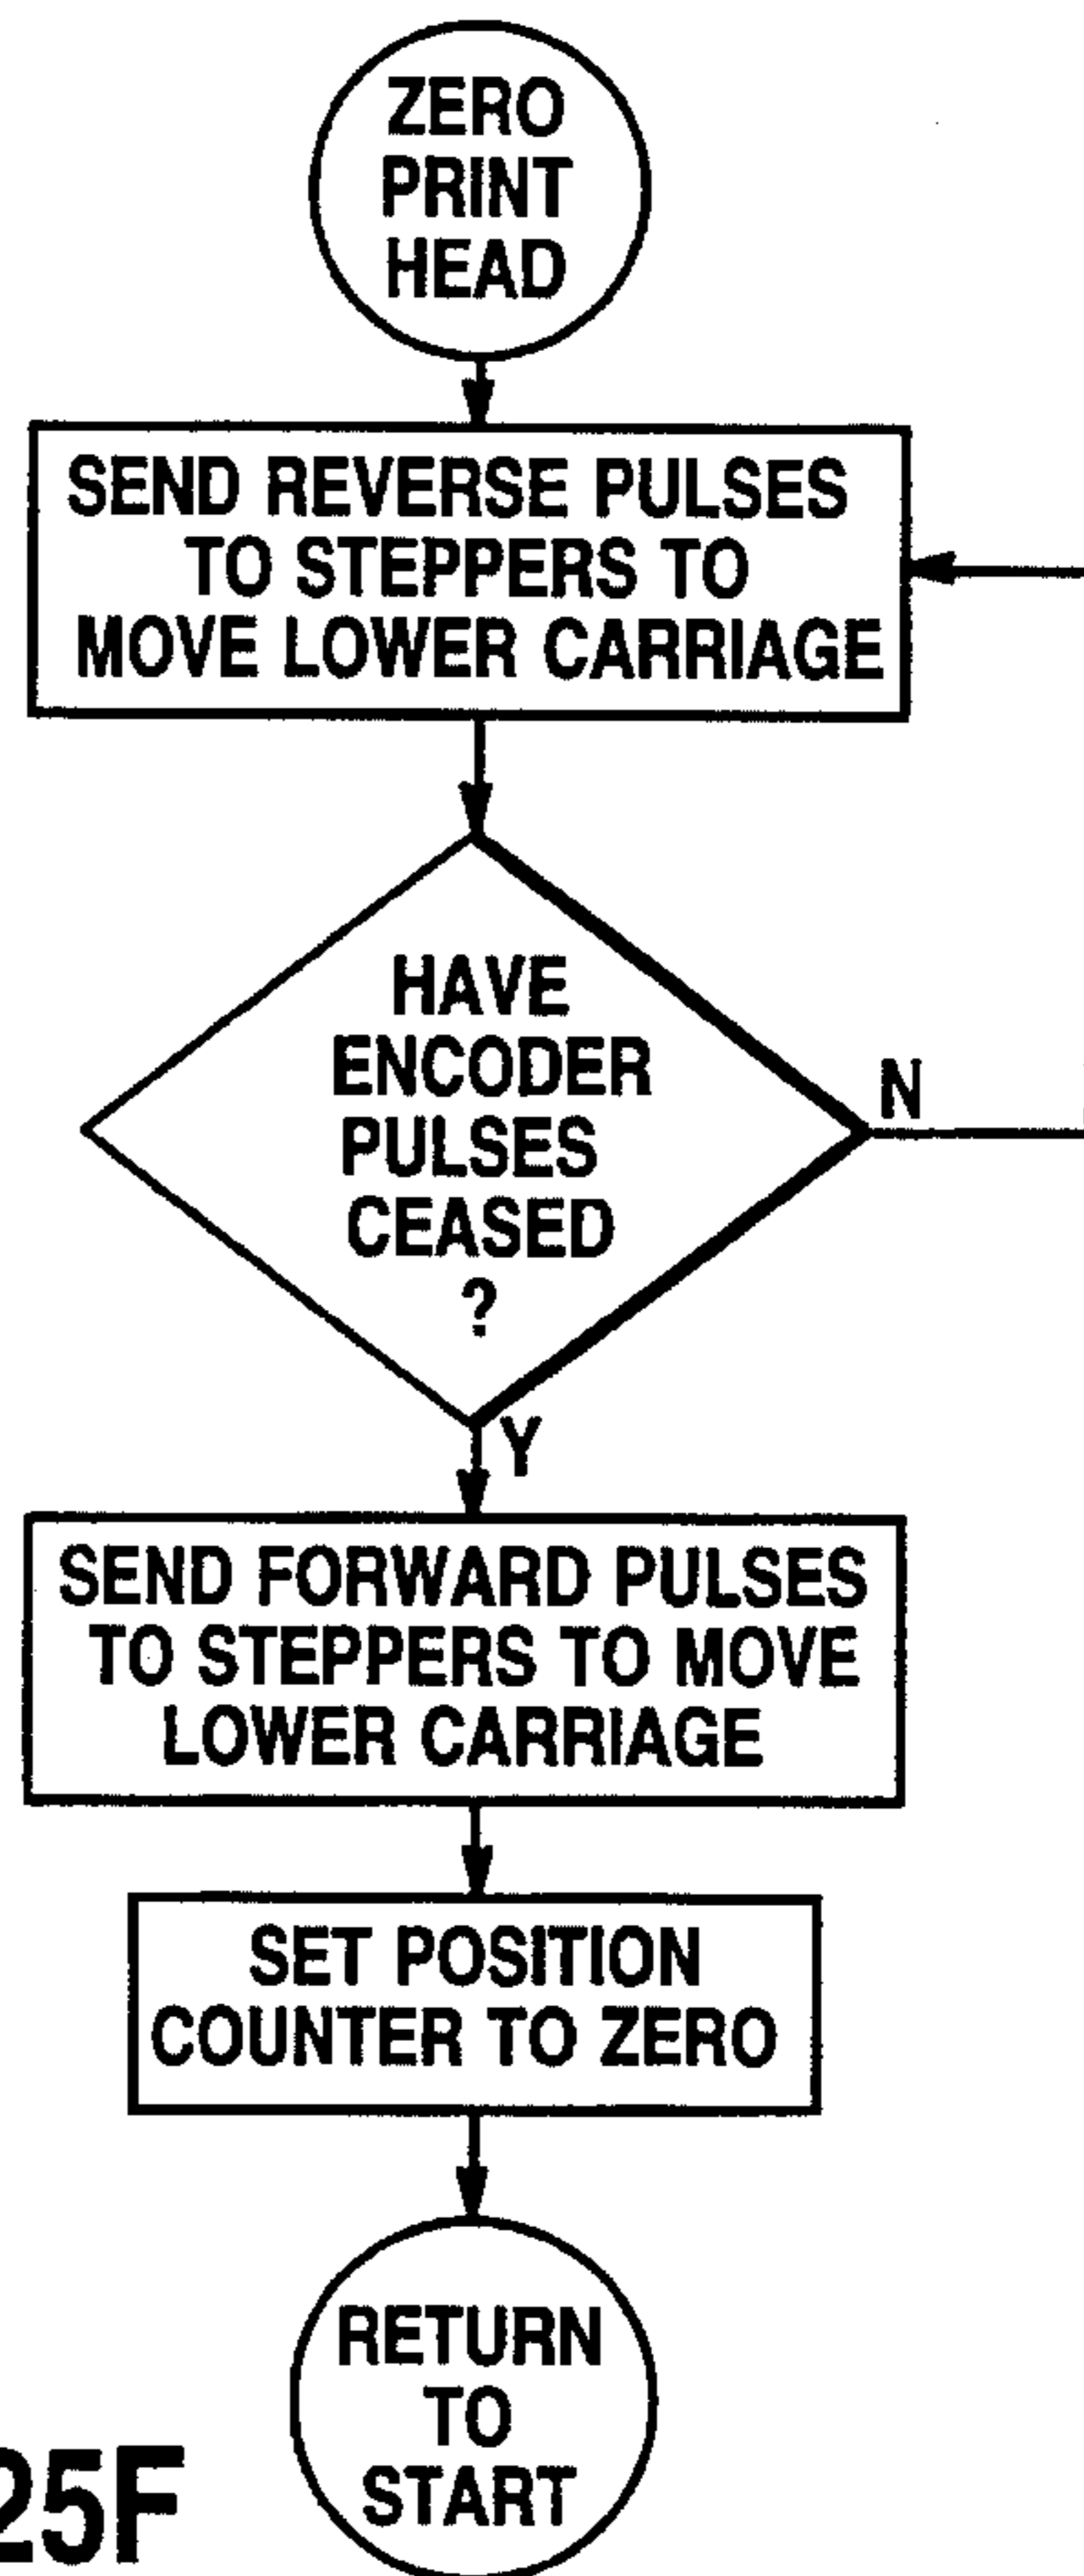 ZERO
PRINT
HEAD
SEND REVERSE PULSES
TO STEPPERS TO
MOVE LOWER CARRIAGE
HAVE
ENCODER
PULSES
CEASED
?
N
Y
SEND FORWARD PULSES
TO STEPPERS TO MOVE
LOWER CARRIAGE
SET POSITION
COUNTER TO ZERO
RETURN
TO
START
25F